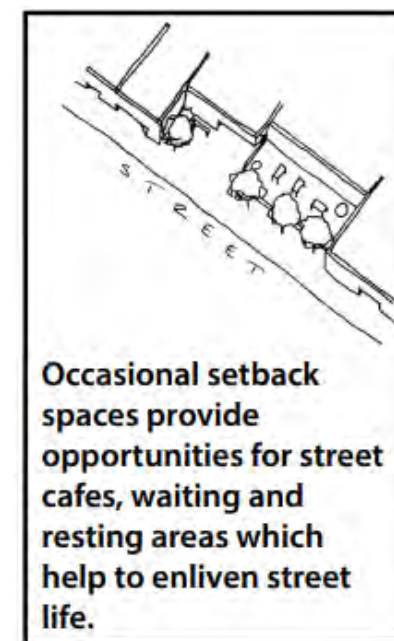 STREET
Occasional setback
spaces provide
opportunities for street
cafes, waiting and
resting areas which
help to enliven street
life.